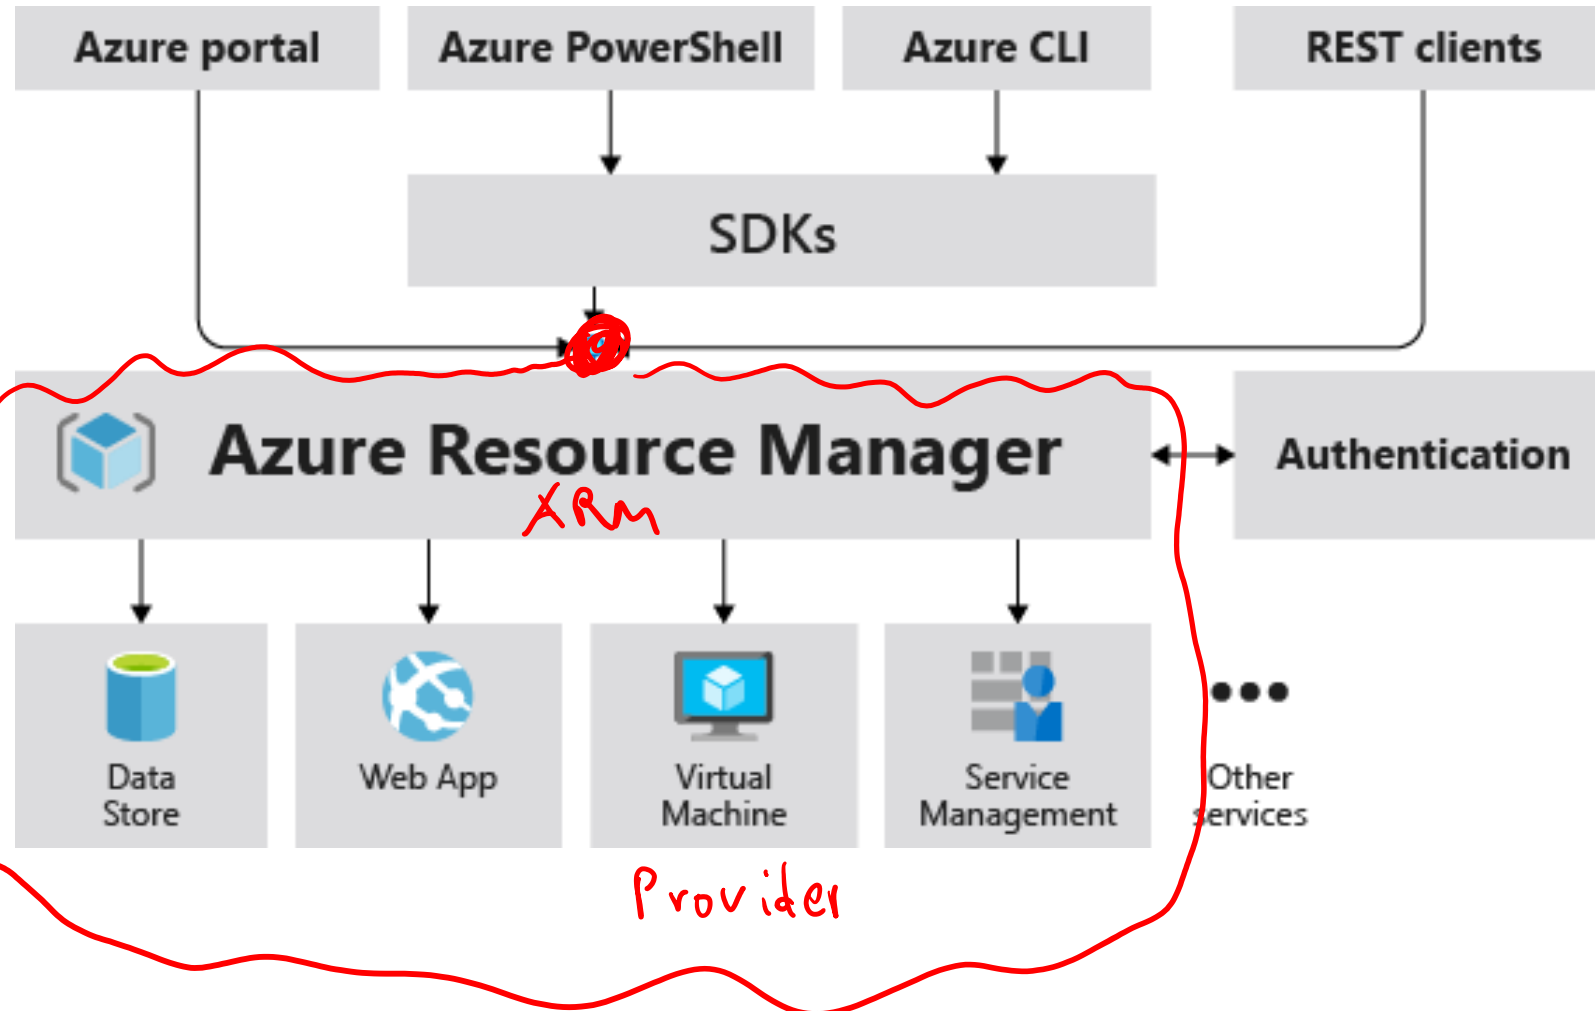 Azure portal
Azure PowerShell
Azure CLI
REST clients
SDKs
Azure Resource Manager
ARM
Authentication
Data
Store
Web App
Virtual
Machine
Service
Management
Other
services
Provider